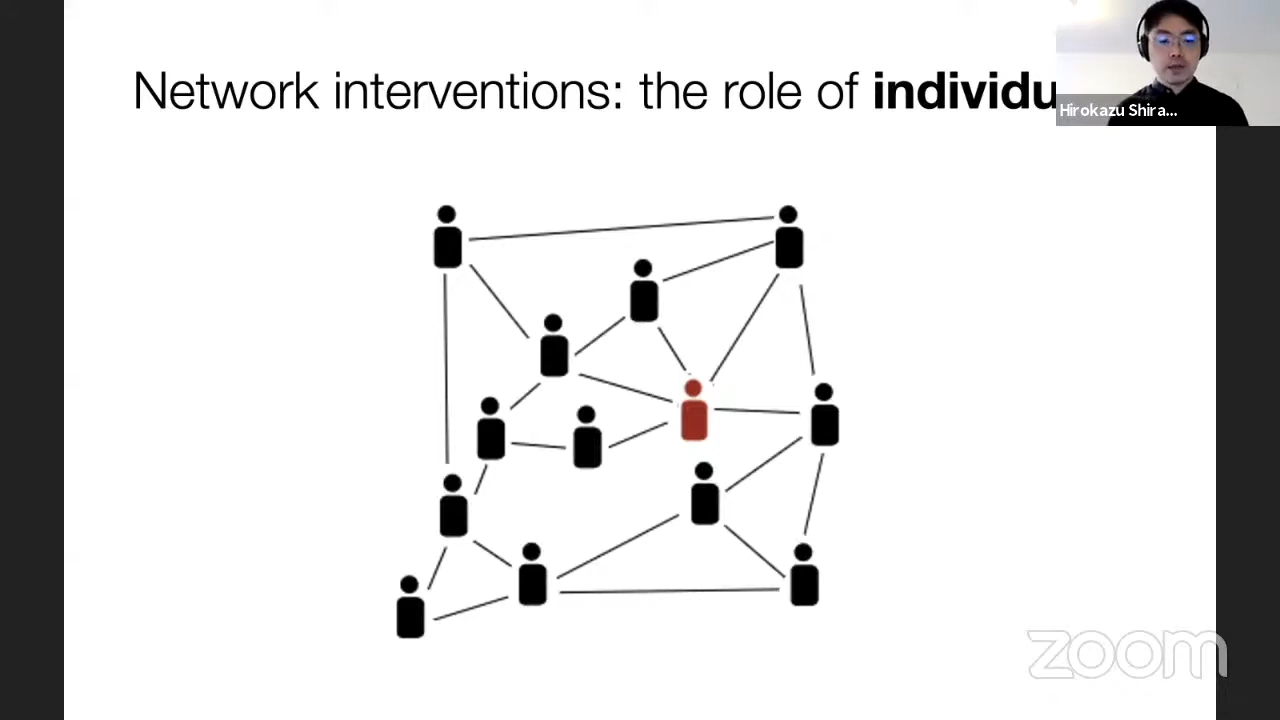 Network interventions: the role of individu
Hirokazu Shira...
zoom